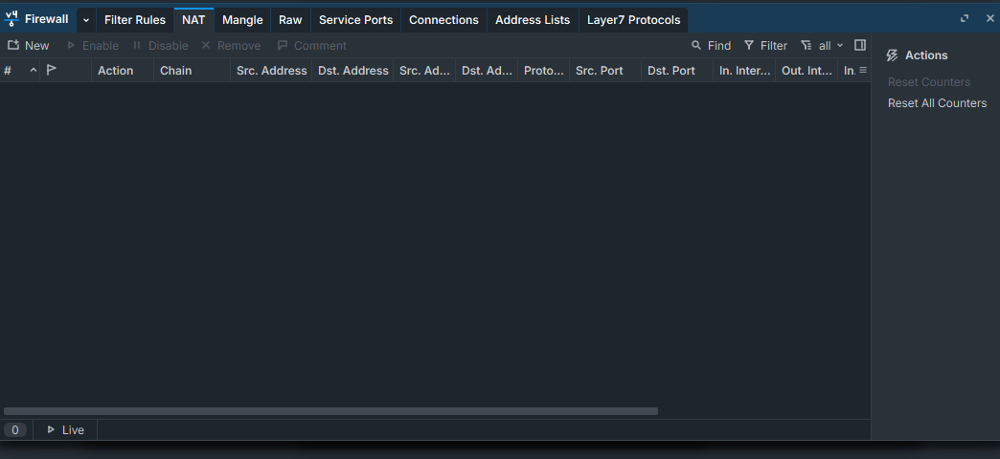 v4 Firewall Filter Rules NAT Mangle Raw Service Ports Connections Address Lists Layer7 Protocols
New Enable Disable Remove Comment Find Filter all
# Action Chain Src. Address Dst. Address Src. Ad... Dst. Ad... Proto... Src. Port Dst. Port In. Inter... Out. Int... In.
Actions
Reset Counters
Reset All Counters
0 Live